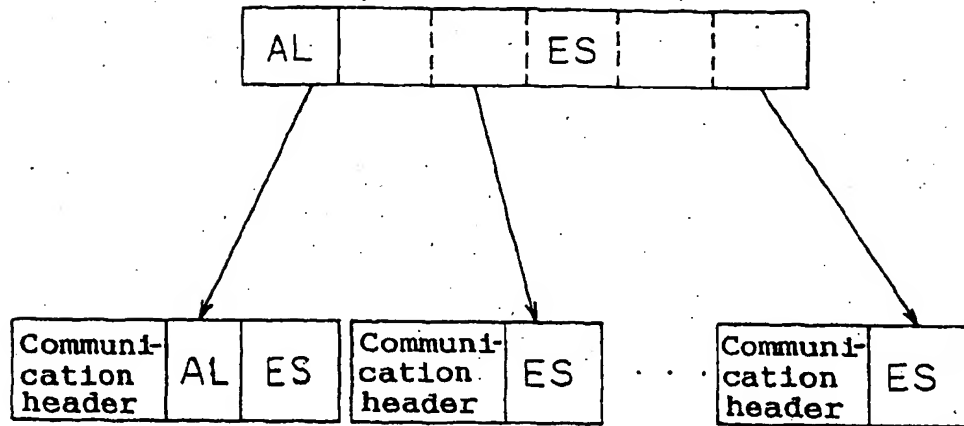 AL ES
Communi-
cation
header AL ES
Communi-
cation
header ES
Communi-
cation
header ES